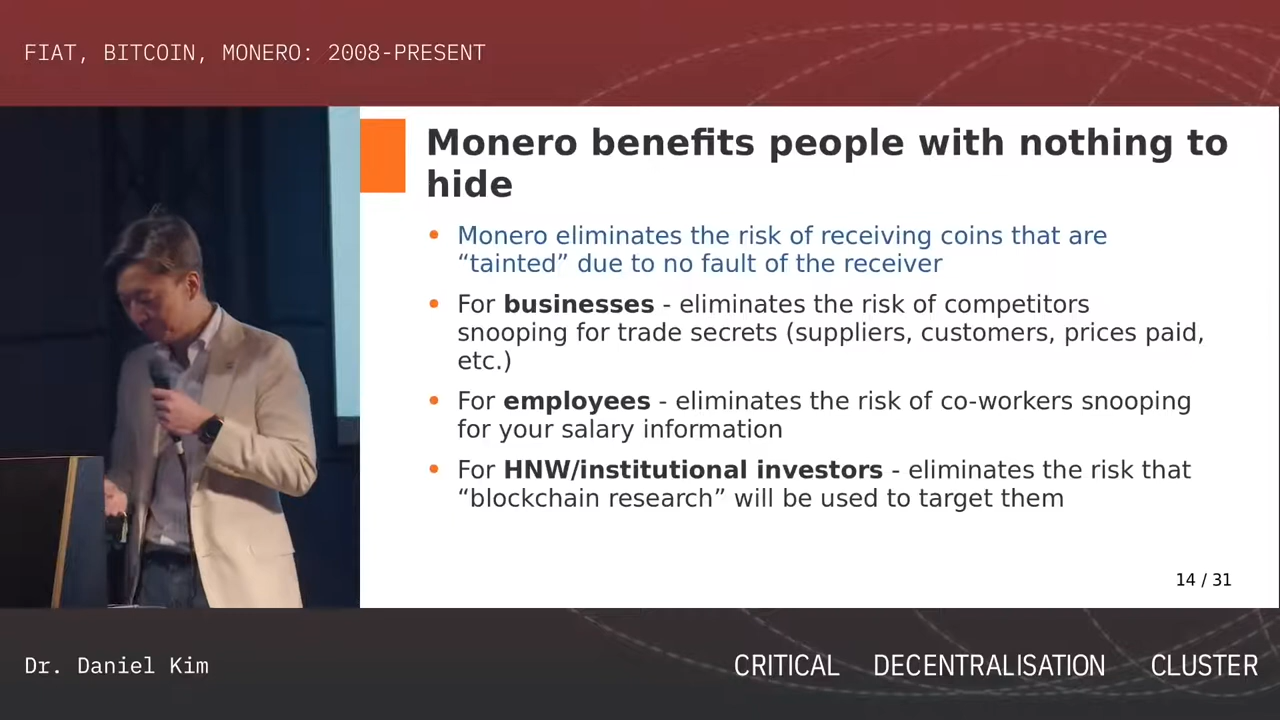 FIAT, BITCOIN, MONERO: 2008-PRESENT
Monero benefits people with nothing to
hide
• Monero eliminates the risk of receiving coins that are
“tainted” due to no fault of the receiver
• For businesses - eliminates the risk of competitors
snooping for trade secrets (suppliers, customers, prices paid,
etc.)
• For employees - eliminates the risk of co-workers snooping
for your salary information
• For HNW/institutional investors - eliminates the risk that
“blockchain research” will be used to target them
14 / 31
Dr. Daniel Kim
CRITICAL DECENTRALISATION CLUSTER